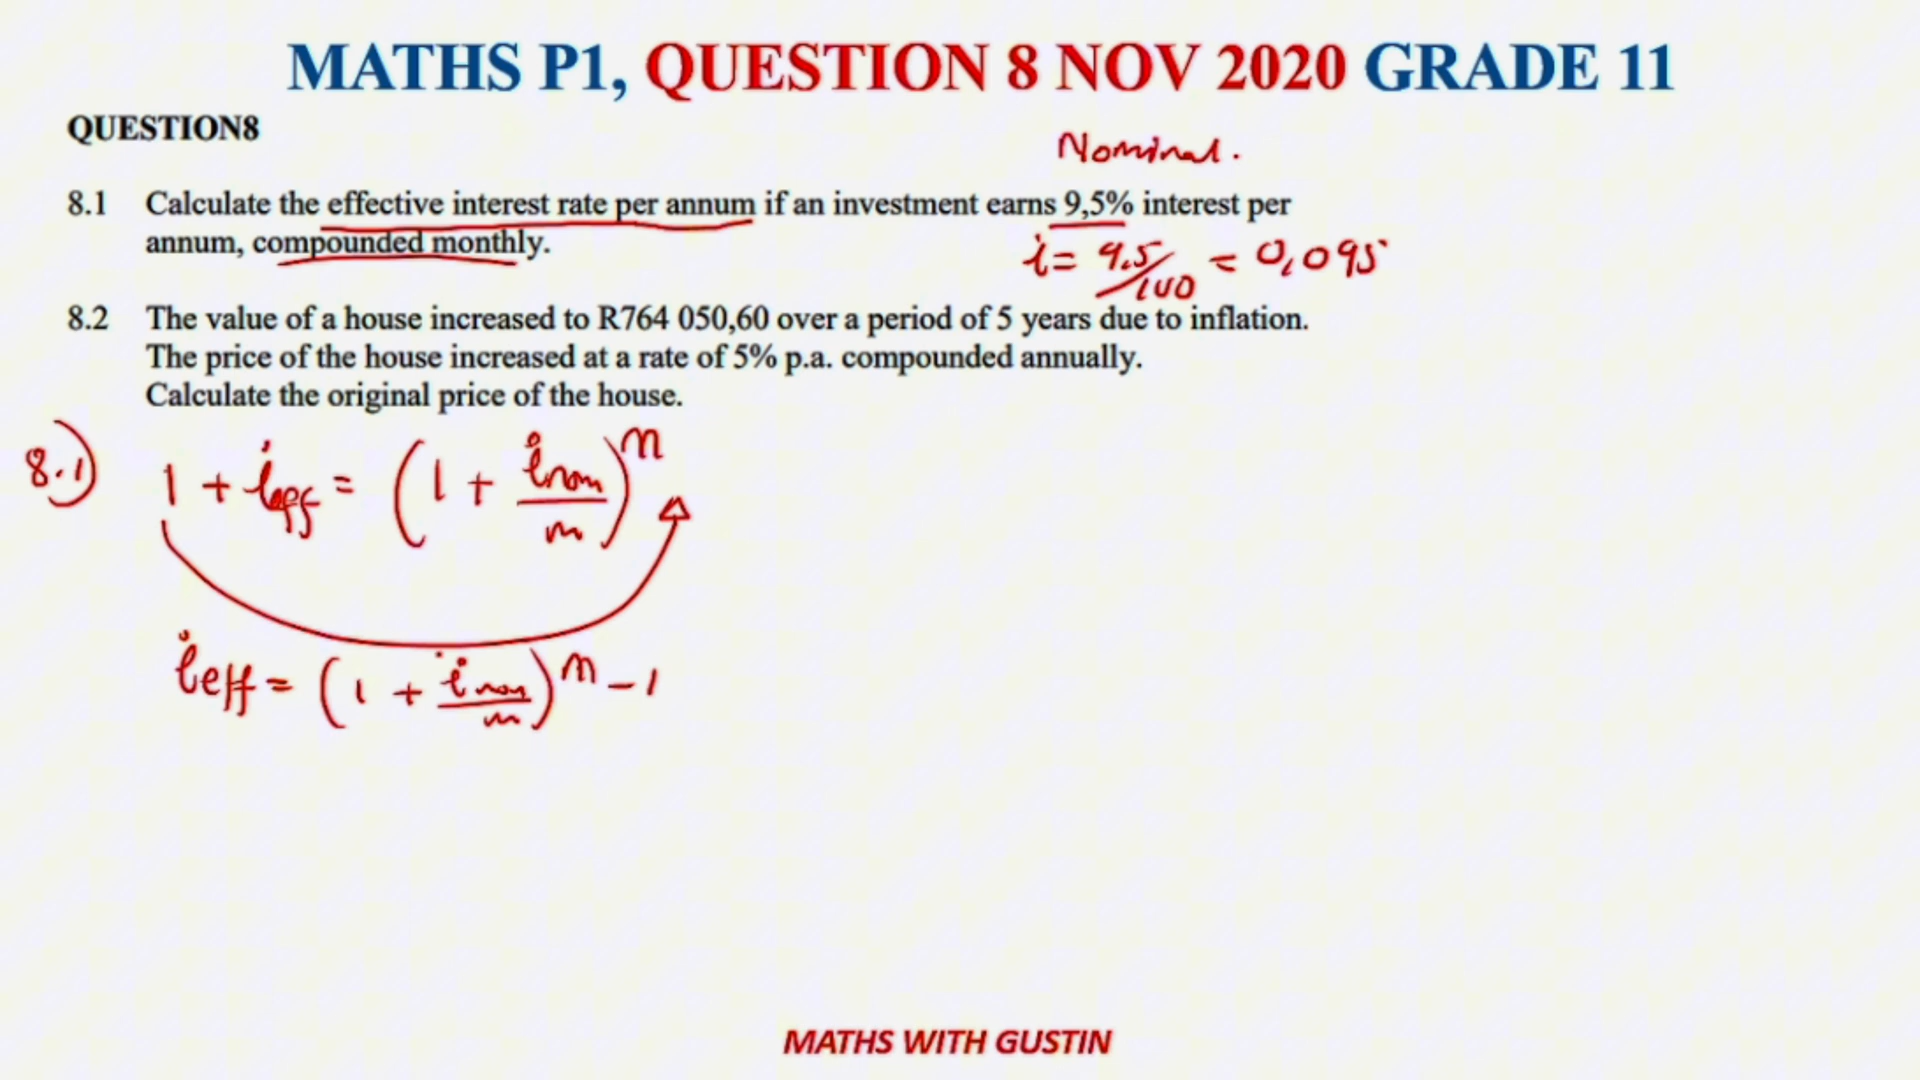 MATHS P1, QUESTION 8 NOV 2020 GRADE 11
QUESTION8
Nominal.
8.1 Calculate the effective interest rate per annum if an investment earns 9,5% interest per
annum, compounded monthly.
i = 9.5/100 = 0,095
8.2 The value of a house increased to R764 050,60 over a period of 5 years due to inflation.
The price of the house increased at a rate of 5% p.a. compounded annually.
Calculate the original price of the house.
8.1) 1 + ieff = (1 + inom/m)^m
ieff = (1 + inom/m)^m - 1
MATHS WITH GUSTIN